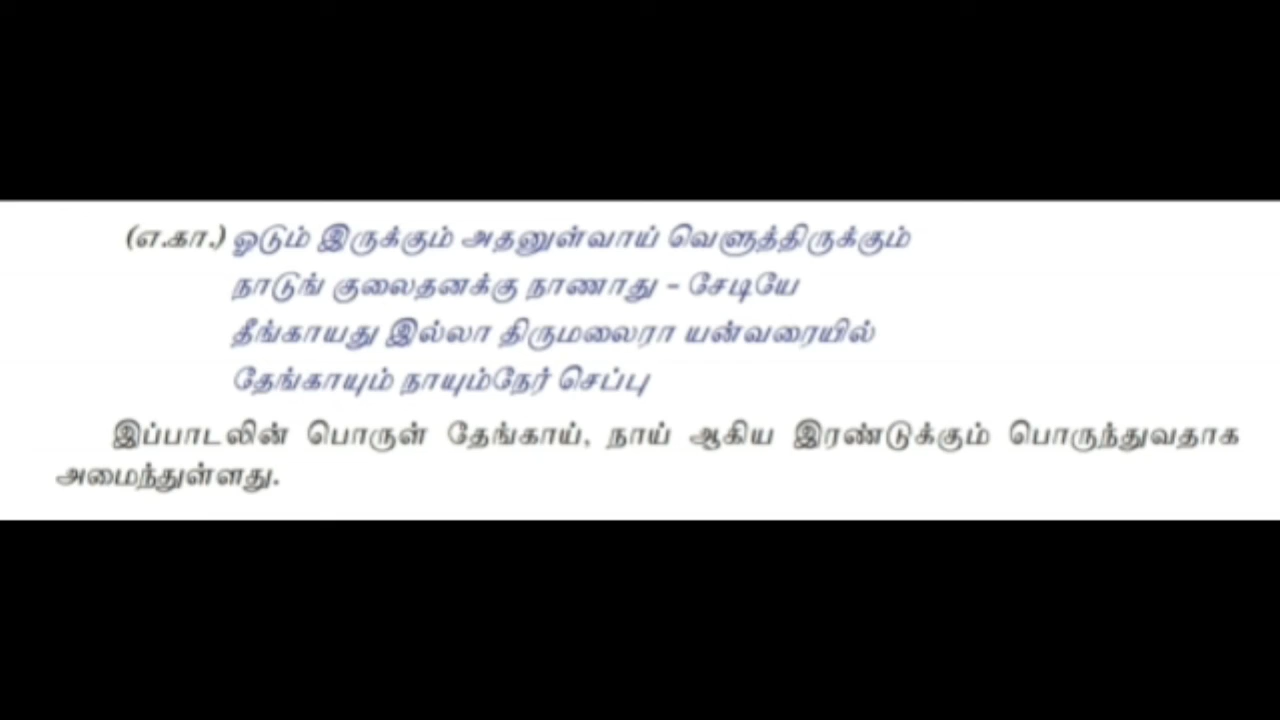 (எ.கா.) ஓடும் இருக்கும் அதனுள்வாய் வெளுத்திருக்கும்
நாடுங் குலைதனக்கு நாணாது - சேடியே
தீங்காயது இல்லா திருமலைரா யன்வரையில்
தேங்காயும் நாயும்நேர் செப்பு
இப்பாடலின் பொருள் தேங்காய், நாய் ஆகிய இரண்டுக்கும் பொருந்துவதாக
அமைந்துள்ளது.